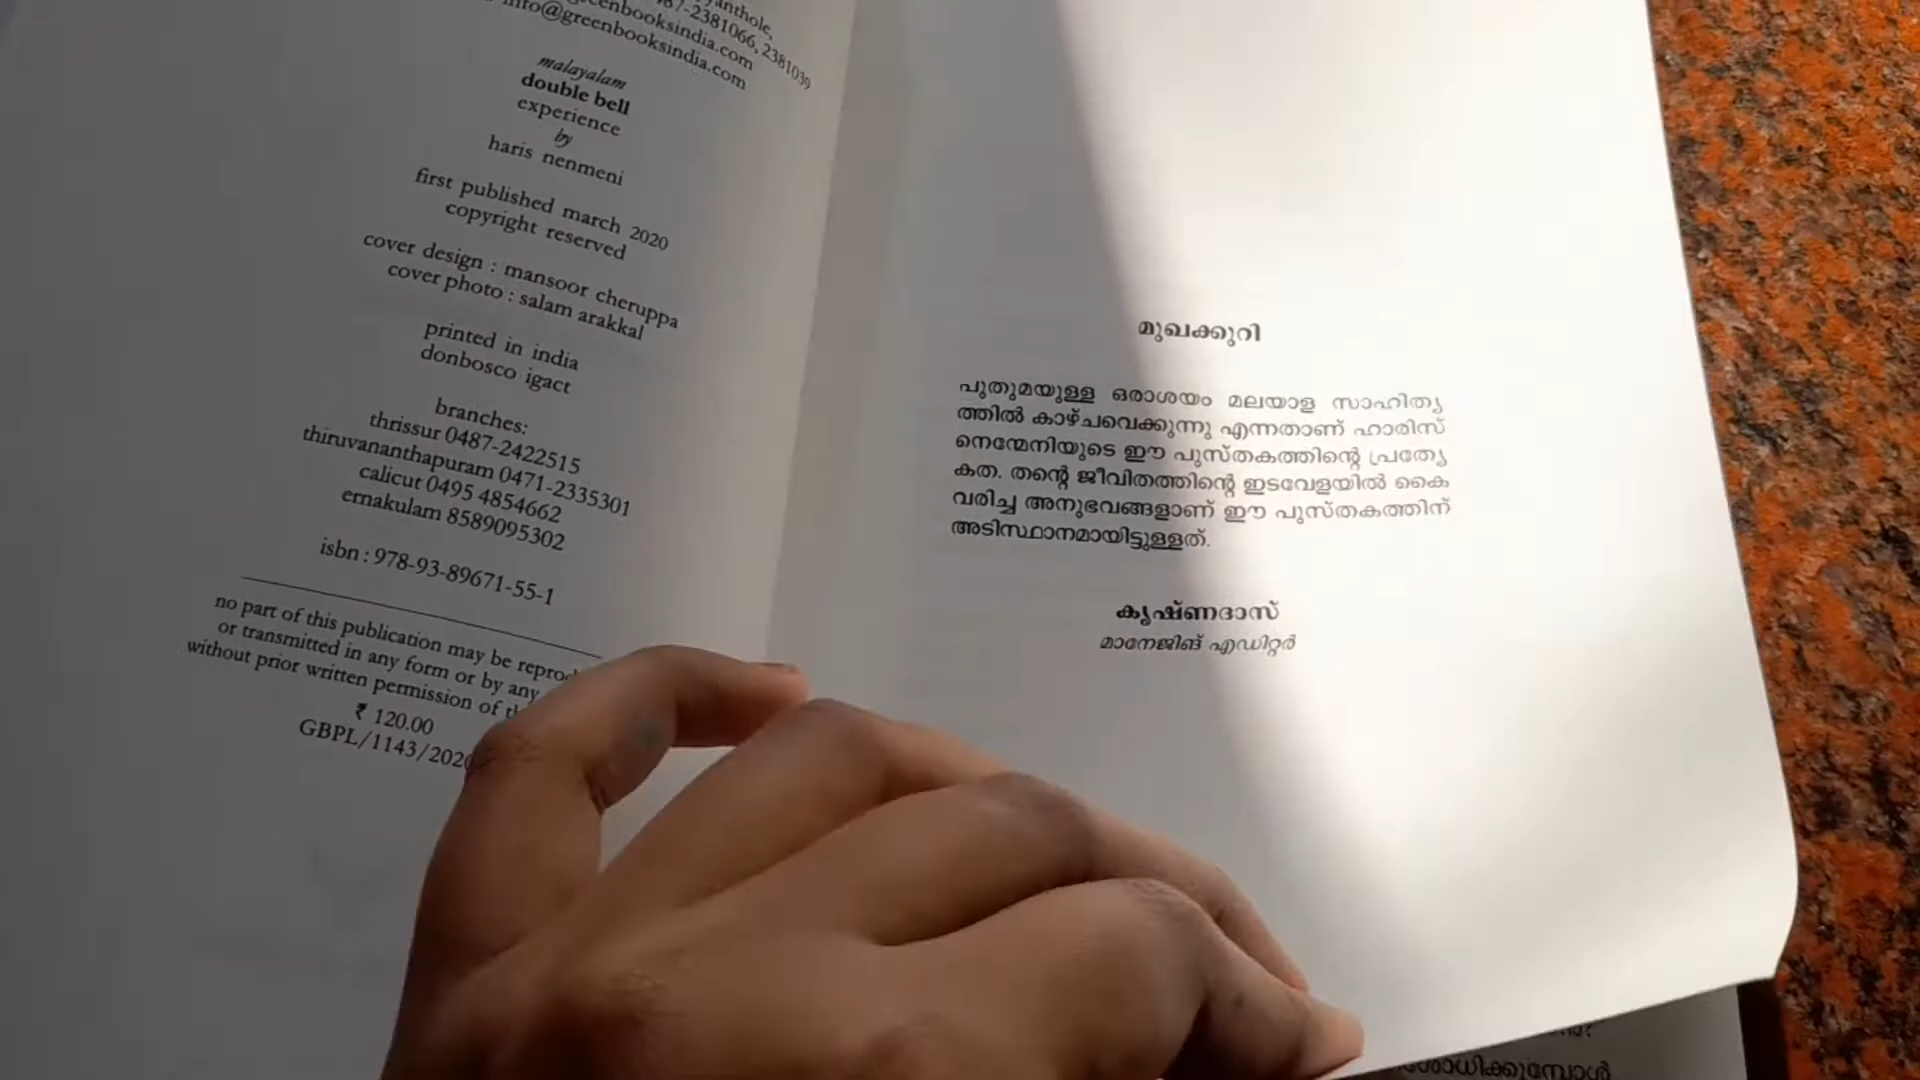 2381066, 2381039
info@greenbooksindia.com
malayalam
double bell
experience
by
haris nenmeni
first published march 2020
copyright reserved
cover design : mansoor cheruppa
cover photo : salam arakkal
printed in india
donbosco igact
branches:
thrissur 0487-2422515
thiruvananthapuram 0471-2335301
calicut 0495 4854662
ernakulam 8589095302
isbn : 978-93-89671-55-1
no part of this publication may be
or transmitted in any form or by any
without prior written permission of
₹ 120.00
GBPL/1143/2020
മുഖക്കുറി
പുതുമയുള്ള ഒരാശയം മലയാള സാഹിത്യ
ത്തിൽ കാഴ്ചവെക്കുന്നു എന്നതാണ് ഹാരിസ്
നെന്മേനിയുടെ ഈ പുസ്തകത്തിന്റെ പ്രത്യേ
കത. തന്റെ ജീവിതത്തിന്റെ ഇടവേളയിൽ കൈ
വരിച്ച അനുഭവങ്ങളാണ് ഈ പുസ്തകത്തിന്
അടിസ്ഥാനമായിട്ടുള്ളത്.
കൃഷ്ണദാസ്
മാനേജിങ് എഡിറ്റർ